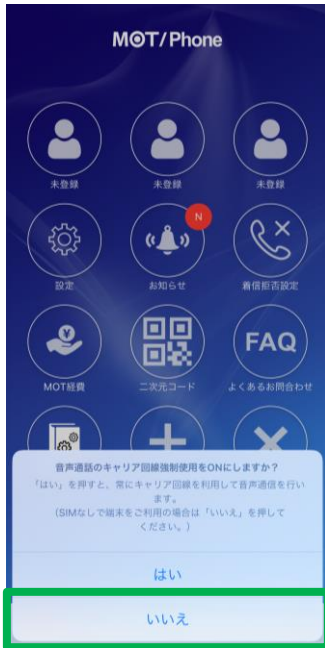 MOT/Phone
未登録
未登録
未登録
N
設定
お知らせ
着信拒否設定
¥
FAQ
MOT経費
二次元コード
よくあるお問合わせ
音声通話のキャリア回線強制使用をONにしますか？
「はい」を押すと、常にキャリア回線を利用して音声通信を行い
ます。
(SIMなしで端末をご利用の場合は「いいえ」を押して
ください。)
はい
いいえ